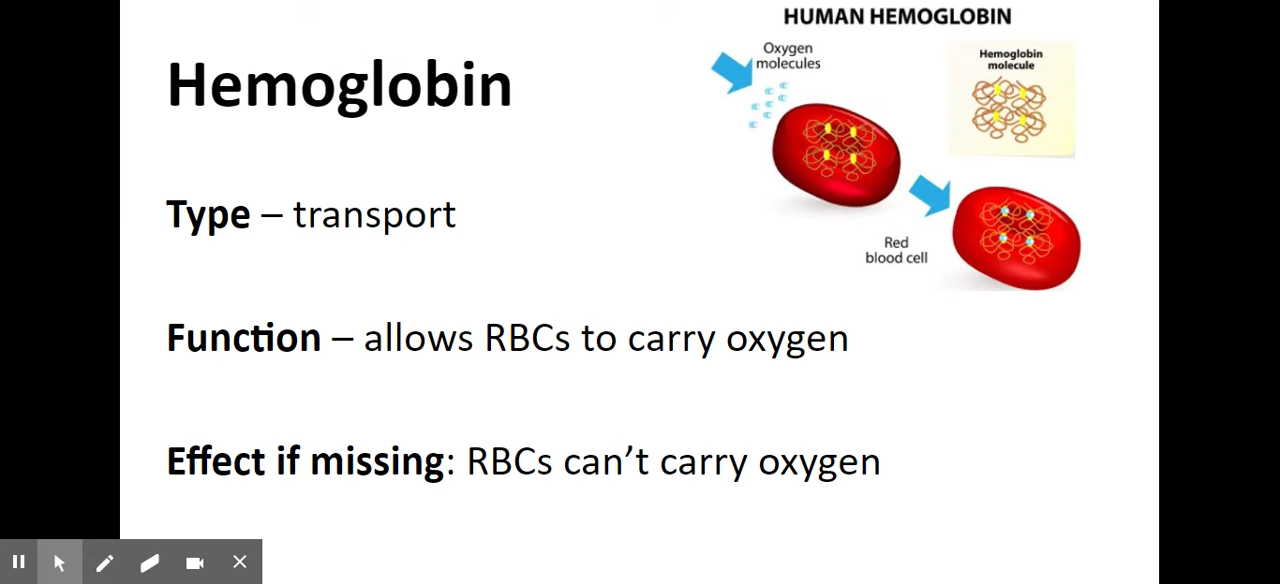 HUMAN HEMOGLOBIN
Hemoglobin
Oxygen
molecules
Hemoglobin
molecule
Type – transport
Red
blood cell
Function – allows RBCs to carry oxygen
Effect if missing: RBCs can’t carry oxygen